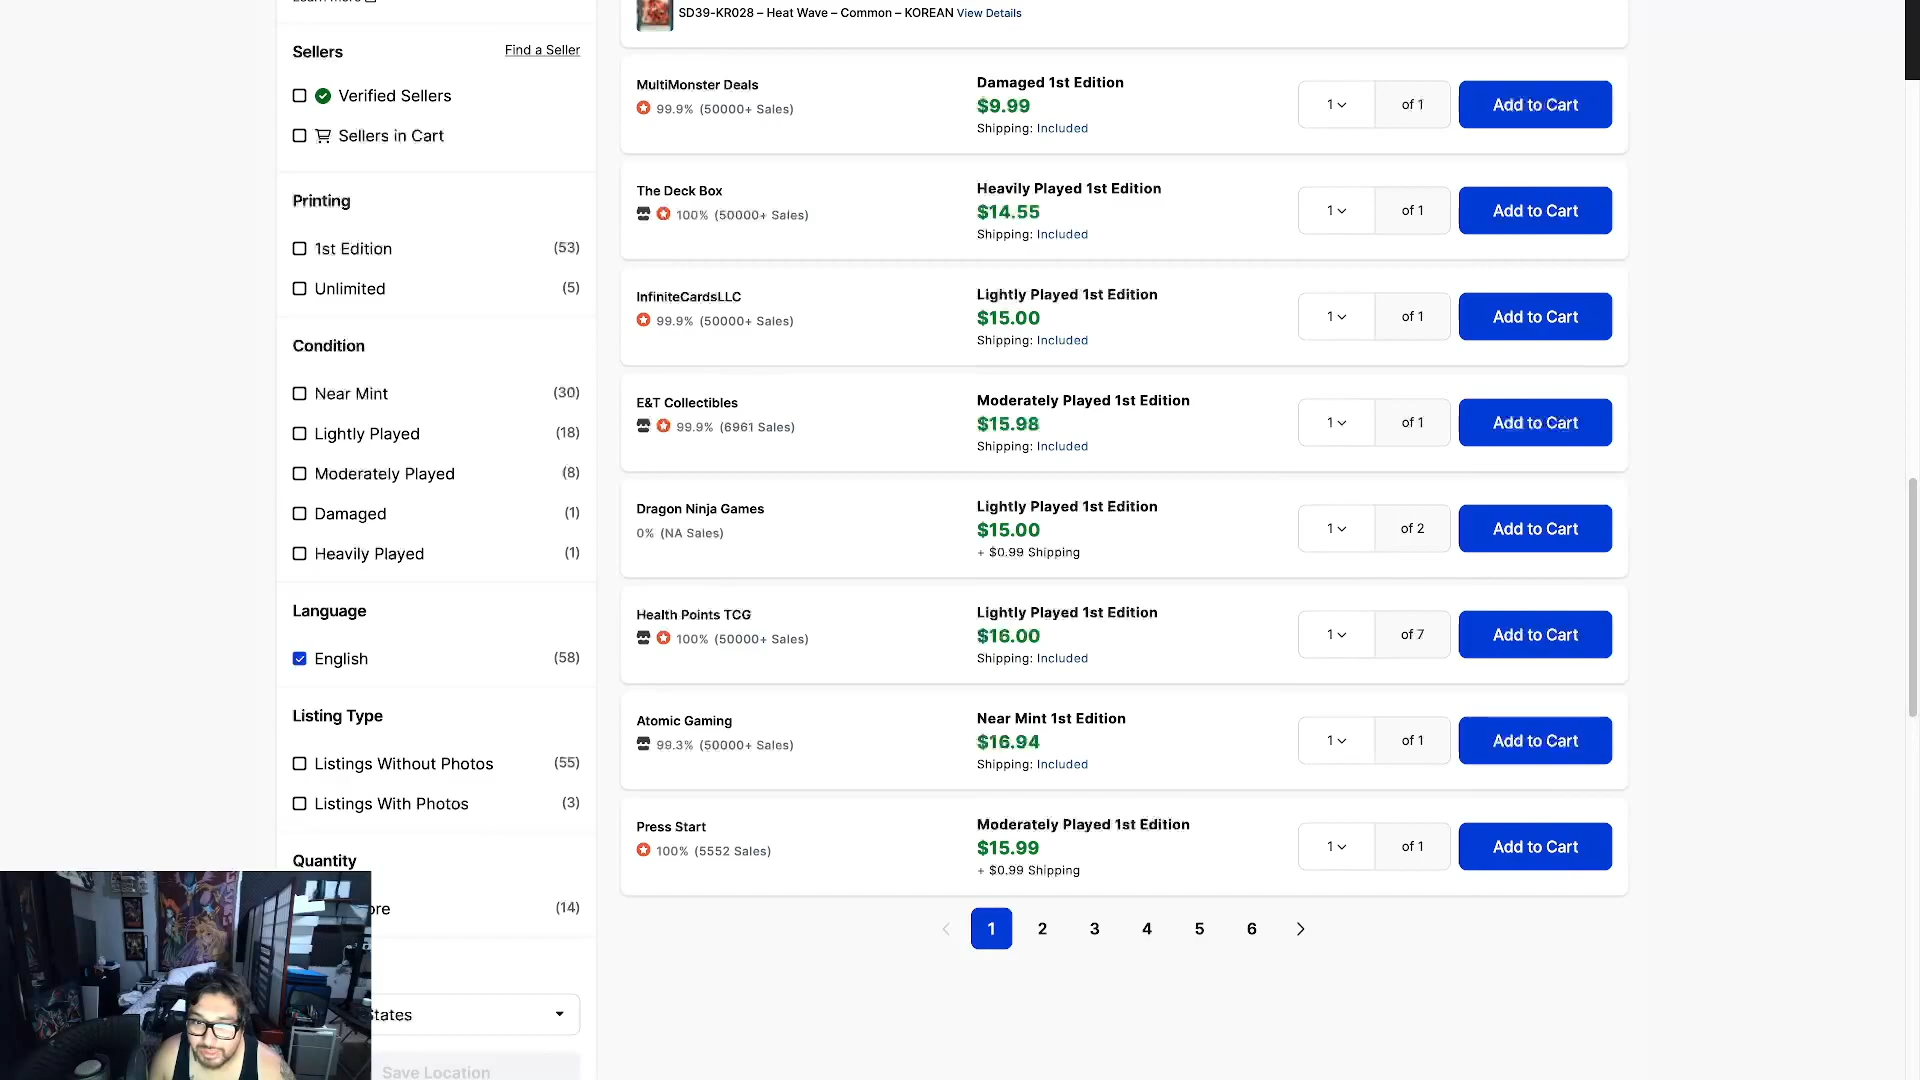 SD39-KR028 – Heat Wave – Common – KOREAN View Details
Sellers
Find a Seller
Verified Sellers
Sellers in Cart
Printing
1st Edition (53)
Unlimited (5)
Condition
Near Mint (30)
Lightly Played (18)
Moderately Played (8)
Damaged (1)
Heavily Played (1)
Language
English (58)
Listing Type
Listings Without Photos (55)
Listings With Photos (3)
Quantity
(14)
States
Save Location
MultiMonster Deals
99.9% (50000+ Sales)
Damaged 1st Edition
$9.99
Shipping: Included
1 of 1 Add to Cart
The Deck Box
100% (50000+ Sales)
Heavily Played 1st Edition
$14.55
Shipping: Included
1 of 1 Add to Cart
InfiniteCardsLLC
99.9% (50000+ Sales)
Lightly Played 1st Edition
$15.00
Shipping: Included
1 of 1 Add to Cart
E&T Collectibles
99.9% (6961 Sales)
Moderately Played 1st Edition
$15.98
Shipping: Included
1 of 1 Add to Cart
Dragon Ninja Games
0% (NA Sales)
Lightly Played 1st Edition
$15.00
+ $0.99 Shipping
1 of 2 Add to Cart
Health Points TCG
100% (50000+ Sales)
Lightly Played 1st Edition
$16.00
Shipping: Included
1 of 7 Add to Cart
Atomic Gaming
99.3% (50000+ Sales)
Near Mint 1st Edition
$16.94
Shipping: Included
1 of 1 Add to Cart
Press Start
100% (5552 Sales)
Moderately Played 1st Edition
$15.99
+ $0.99 Shipping
1 of 1 Add to Cart
1 2 3 4 5 6